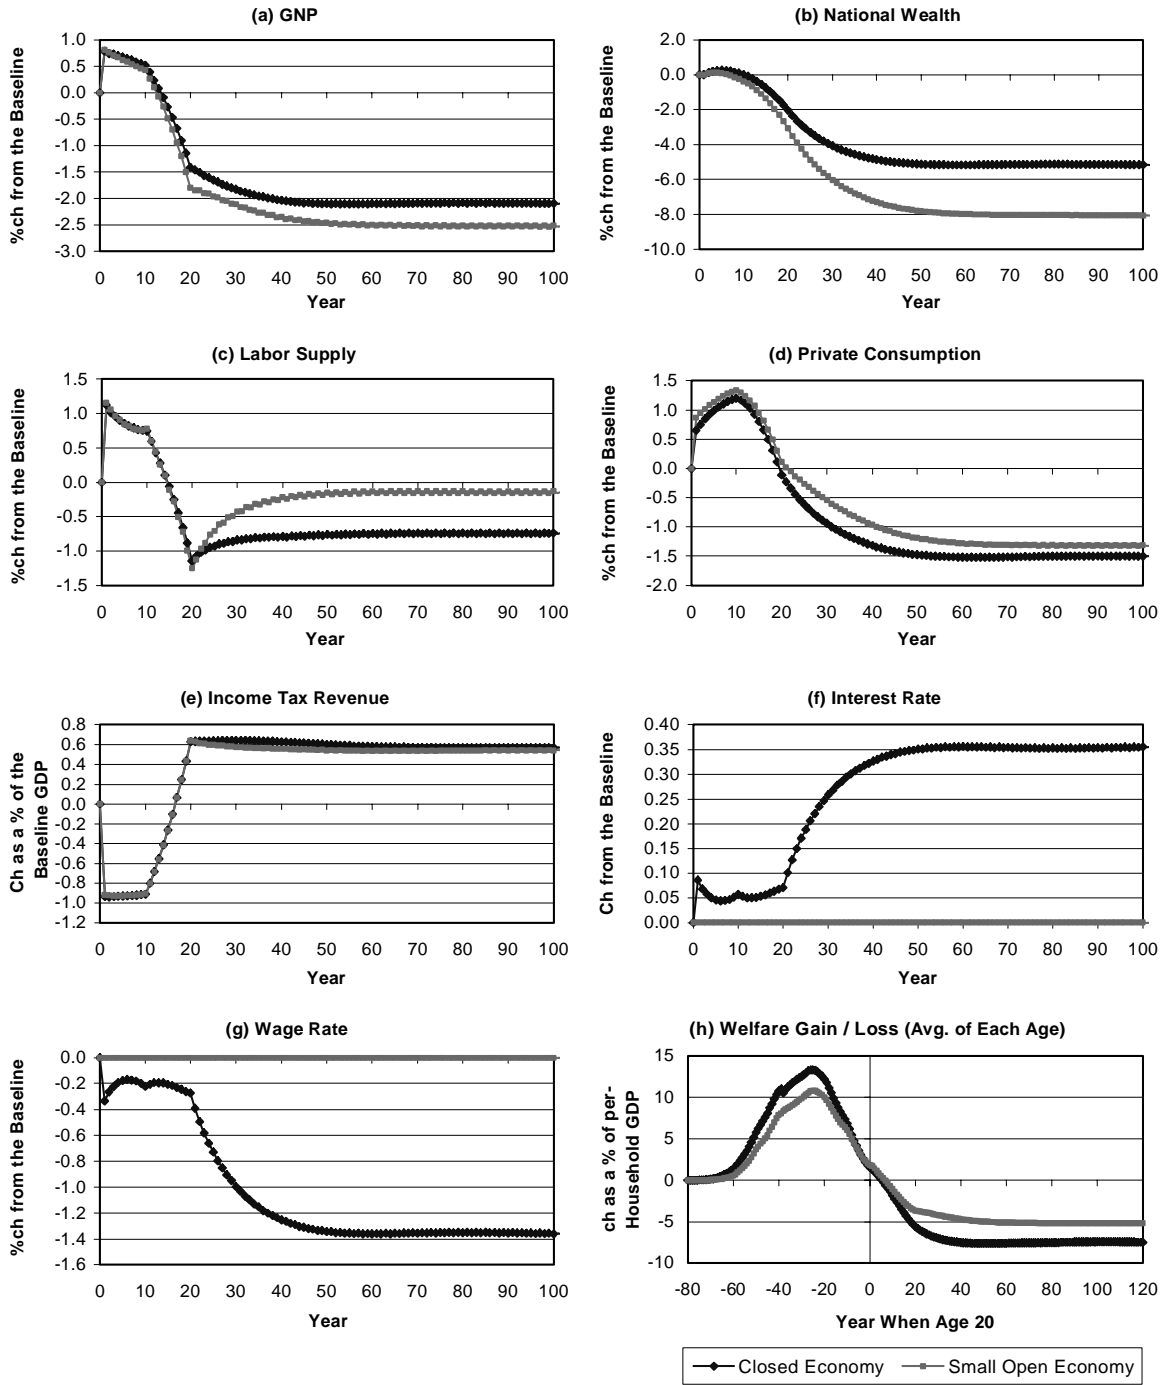 (a) GNP
%ch from the Baseline
1.0
0.5
0.0
-0.5
-1.0
-1.5
-2.0
-2.5
-3.0
0 10 20 30 40 50 60 70 80 90 100
Year
(b) National Wealth
%ch from the Baseline
2.0
0.0
-2.0
-4.0
-6.0
-8.0
-10.0
0 10 20 30 40 50 60 70 80 90 100
Year
(c) Labor Supply
%ch from the Baseline
1.5
1.0
0.5
0.0
-0.5
-1.0
-1.5
0 10 20 30 40 50 60 70 80 90 100
Year
(d) Private Consumption
%ch from the Baseline
1.5
1.0
0.5
0.0
-0.5
-1.0
-1.5
-2.0
0 10 20 30 40 50 60 70 80 90 100
Year
(e) Income Tax Revenue
Ch as a % of the
Baseline GDP
0.8
0.6
0.4
0.2
0.0
-0.2
-0.4
-0.6
-0.8
-1.0
-1.2
0 10 20 30 40 50 60 70 80 90 100
Year
(f) Interest Rate
Ch from the Baseline
0.40
0.35
0.30
0.25
0.20
0.15
0.10
0.05
0.00
0 10 20 30 40 50 60 70 80 90 100
Year
(g) Wage Rate
%ch from the Baseline
0.0
-0.2
-0.4
-0.6
-0.8
-1.0
-1.2
-1.4
-1.6
0 10 20 30 40 50 60 70 80 90 100
Year
(h) Welfare Gain / Loss (Avg. of Each Age)
ch as a % of per-
Household GDP
15
10
5
0
-5
-10
-80 -60 -40 -20 0 20 40 60 80 100 120
Year When Age 20
Closed Economy Small Open Economy